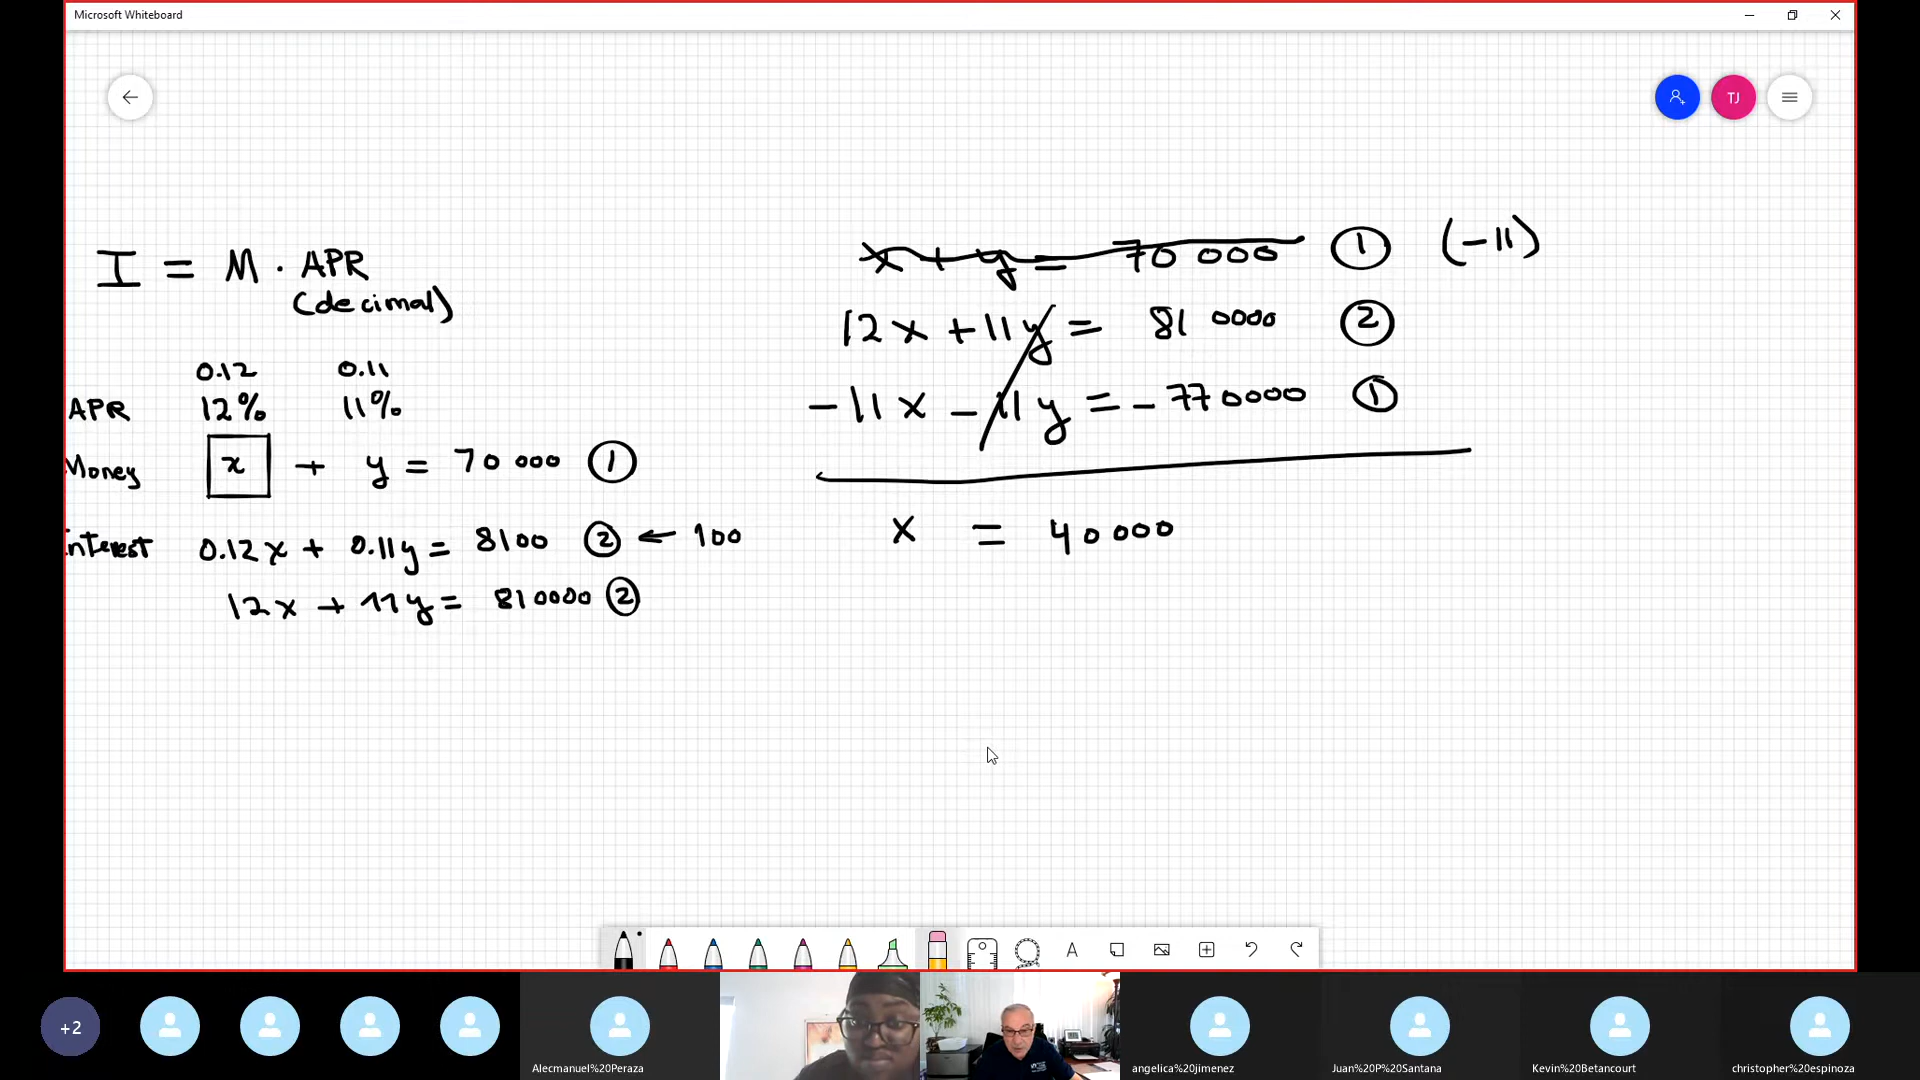 Microsoft Whiteboard
TJ
I = M · APR
(decimal)
0.12 0.11
APR 12% 11%
Money x + y = 70 000 ①
Interest 0.12x + 0.11y = 8100 ② ← 100
12x + 11y = 810000 ②
x + y = 70 000 ① (-11)
12x + 11y = 81 0000 ②
-11x - 11y = -770000 ①
x = 40000
A
+2
Alecmanuel%20Peraza
angelica%20jimenez
Juan%20P%20Santana
Kevin%20Betancourt
christopher%20espinoza